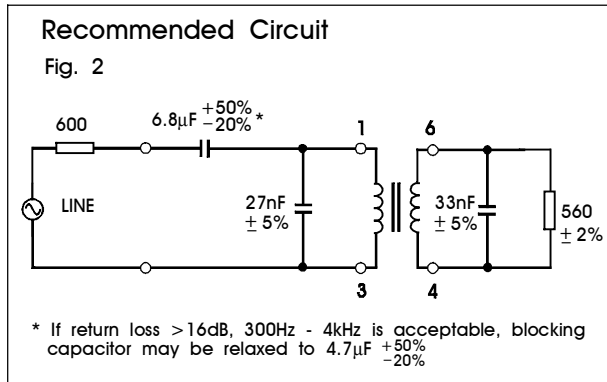 Recommended Circuit
Fig. 2
600
6.8µF +50% -20% *
1
6
LINE
27nF ± 5%
33nF ± 5%
560 ± 2%
3
4
* If return loss >16dB, 300Hz - 4kHz is acceptable, blocking
capacitor may be relaxed to 4.7µF +50% -20%